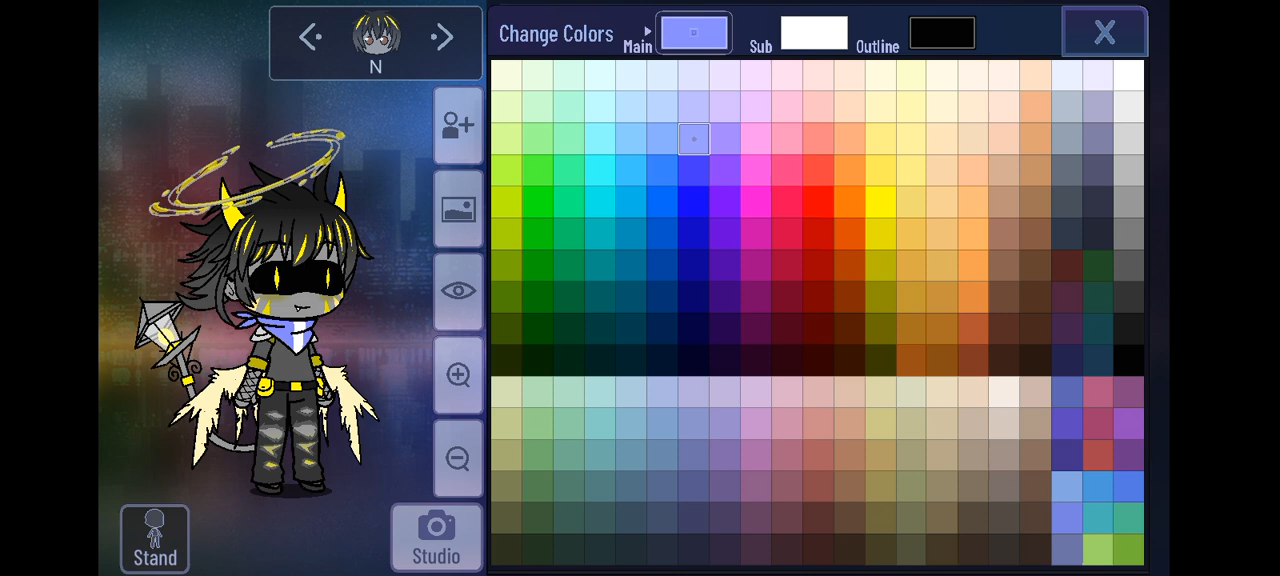 N
Change Colors
Main
Sub
Outline
X
Stand
Studio